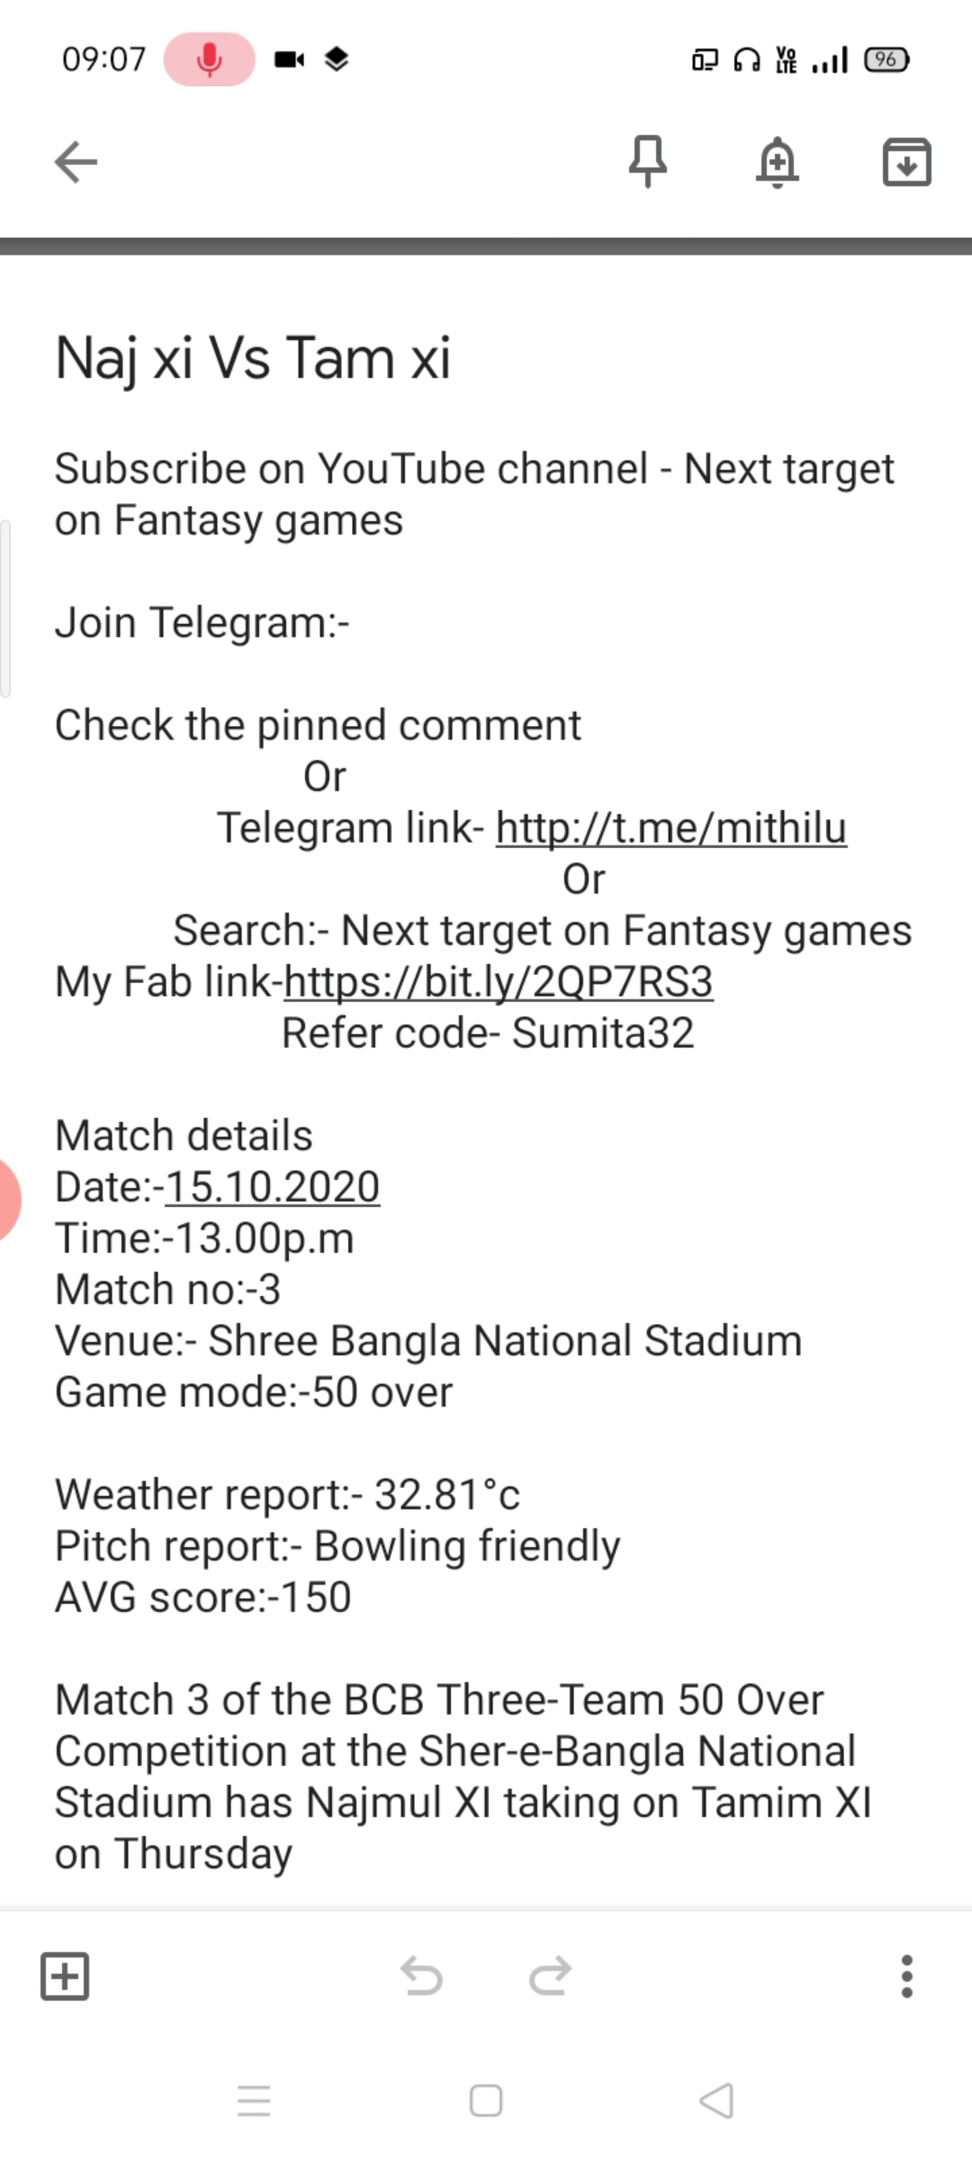 09:07
Vo LTE
96
Naj xi Vs Tam xi
Subscribe on YouTube channel - Next target
on Fantasy games
Join Telegram:-
Check the pinned comment
Or
Telegram link- http://t.me/mithilu
Or
Search:- Next target on Fantasy games
My Fab link-https://bit.ly/2QP7RS3
Refer code- Sumita32
Match details
Date:-15.10.2020
Time:-13.00p.m
Match no:-3
Venue:- Shree Bangla National Stadium
Game mode:-50 over
Weather report:- 32.81°c
Pitch report:- Bowling friendly
AVG score:-150
Match 3 of the BCB Three-Team 50 Over
Competition at the Sher-e-Bangla National
Stadium has Najmul XI taking on Tamim XI
on Thursday